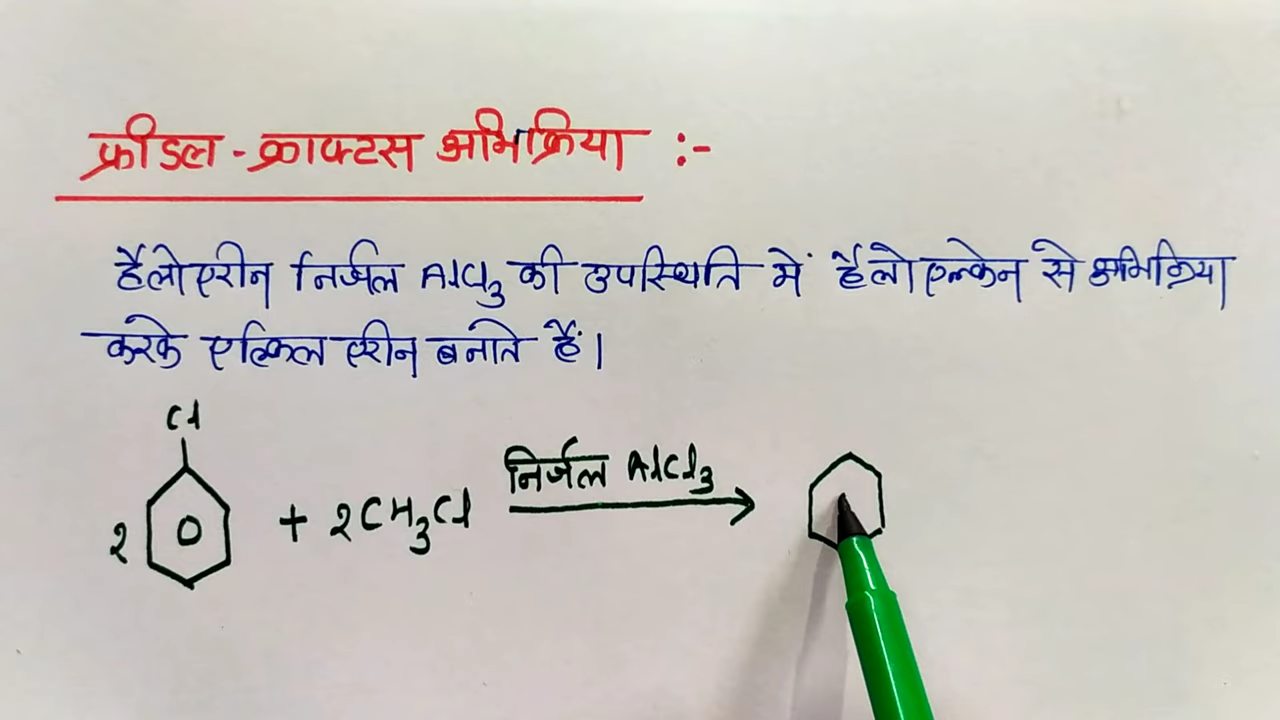 फ्रीडल-क्राफ्टस अभिक्रिया :-
हैलोएरीन निर्जल AlCl3 की उपस्थिति में हैलोएल्केन से अभिक्रिया
करके एल्किल एरीन बनाते हैं।
Cl
2 + 2CH3Cl निर्जल AlCl3